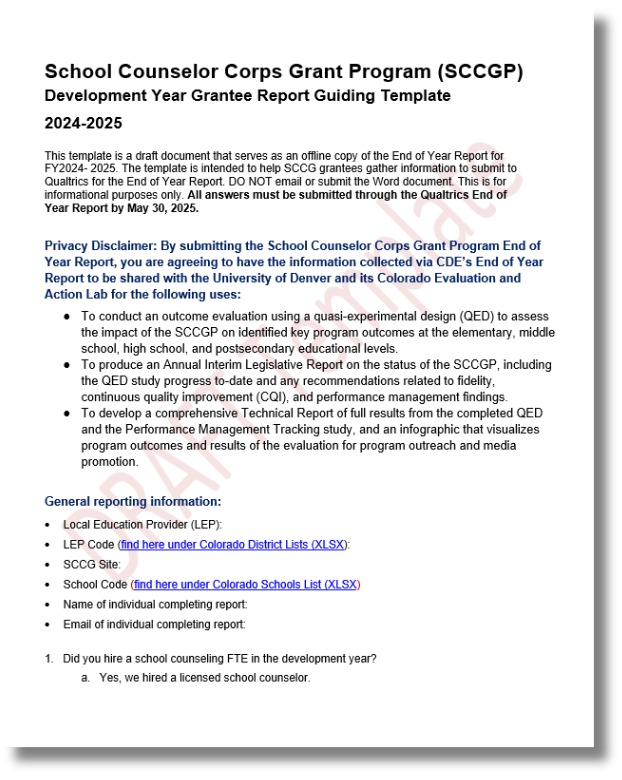 School Counselor Corps Grant Program (SCCGP)
Development Year Grantee Report Guiding Template
2024-2025
This template is a draft document that serves as an offline copy of the End of Year Report for
FY2024- 2025. The template is intended to help SCCG grantees gather information to submit to
Qualtrics for the End of Year Report. DO NOT email or submit the Word document. This is for
informational purposes only. All answers must be submitted through the Qualtrics End of
Year Report by May 30, 2025.
Privacy Disclaimer: By submitting the School Counselor Corps Grant Program End of
Year Report, you are agreeing to have the information collected via CDE's End of Year
Report to be shared with the University of Denver and its Colorado Evaluation and
Action Lab for the following uses:
● To conduct an outcome evaluation using a quasi-experimental design (QED) to assess
the impact of the SCCGP on identified key program outcomes at the elementary, middle
school, high school, and postsecondary educational levels.
● To produce an Annual Interim Legislative Report on the status of the SCCGP, including
the QED study progress to-date and any recommendations related to fidelity,
continuous quality improvement (CQI), and performance management findings.
● To develop a comprehensive Technical Report of full results from the completed QED
and the Performance Management Tracking study, and an infographic that visualizes
program outcomes and results of the evaluation for program outreach and media
promotion.
General reporting information:
• Local Education Provider (LEP):
• LEP Code (find here under Colorado District Lists (XLSX):
• SCCG Site:
• School Code (find here under Colorado Schools List (XLSX)
• Name of individual completing report:
• Email of individual completing report:
1. Did you hire a school counseling FTE in the development year?
a. Yes, we hired a licensed school counselor.
DRAFT Template